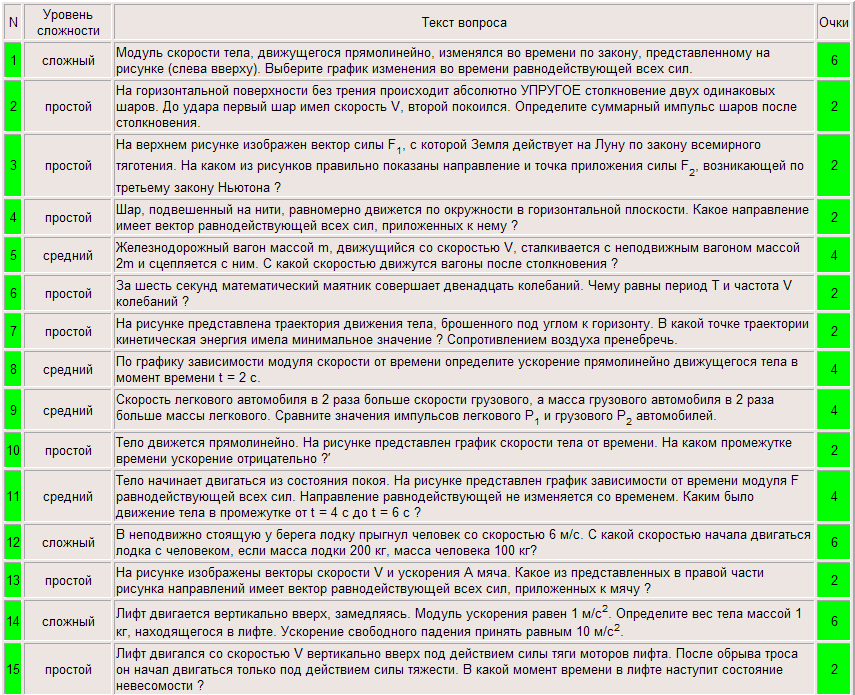 N Уровень сложности Текст вопроса Очки
1 сложный Модуль скорости тела, движущегося прямолинейно, изменялся во времени по закону, представленному на
рисунке (слева вверху). Выберите график изменения во времени равнодействующей всех сил. 6
2 простой На горизонтальной поверхности без трения происходит абсолютно УПРУГОЕ столкновение двух одинаковых
шаров. До удара первый шар имел скорость V, второй покоился. Определите суммарный импульс шаров после
столкновения. 2
3 простой На верхнем рисунке изображен вектор силы F1, с которой Земля действует на Луну по закону всемирного
тяготения. На каком из рисунков правильно показаны направление и точка приложения силы F2, возникающей по
третьему закону Ньютона ? 2
4 простой Шар, подвешенный на нити, равномерно движется по окружности в горизонтальной плоскости. Какое направление
имеет вектор равнодействующей всех сил, приложенных к нему ? 2
5 средний Железнодорожный вагон массой m, движущийся со скоростью V, сталкивается с неподвижным вагоном массой
2m и сцепляется с ним. С какой скоростью движутся вагоны после столкновения ? 4
6 простой За шесть секунд математический маятник совершает двенадцать колебаний. Чему равны период T и частота V
колебаний ? 2
7 простой На рисунке представлена траектория движения тела, брошенного под углом к горизонту. В какой точке траектории
кинетическая энергия имела минимальное значение ? Сопротивлением воздуха пренебречь. 2
8 средний По графику зависимости модуля скорости от времени определите ускорение прямолинейно движущегося тела в
момент времени t = 2 с. 4
9 средний Скорость легкового автомобиля в 2 раза больше скорости грузового, а масса грузового автомобиля в 2 раза
больше массы легкового. Сравните значения импульсов легкового P1 и грузового P2 автомобилей. 4
10 простой Тело движется прямолинейно. На рисунке представлен график скорости тела от времени. На каком промежутке
времени ускорение отрицательно ?' 2
11 средний Тело начинает двигаться из состояния покоя. На рисунке представлен график зависимости от времени модуля F
равнодействующей всех сил. Направление равнодействующей не изменяется со временем. Каким было
движение тела в промежутке от t = 4 с до t = 6 с ? 4
12 сложный В неподвижно стоящую у берега лодку прыгнул человек со скоростью 6 м/с. С какой скоростью начала двигаться
лодка с человеком, если масса лодки 200 кг, масса человека 100 кг? 6
13 простой На рисунке изображены векторы скорости V и ускорения A мяча. Какое из представленных в правой части
рисунка направлений имеет вектор равнодействующей всех сил, приложенных к мячу ? 2
14 сложный Лифт двигается вертикально вверх, замедляясь. Модуль ускорения равен 1 м/с². Определите вес тела массой 1
кг, находящегося в лифте. Ускорение свободного падения принять равным 10 м/с². 6
15 простой Лифт двигался со скоростью V вертикально вверх под действием силы тяги моторов лифта. После обрыва троса
он начал двигаться только под действием силы тяжести. В какой момент времени в лифте наступит состояние
невесомости ? 2